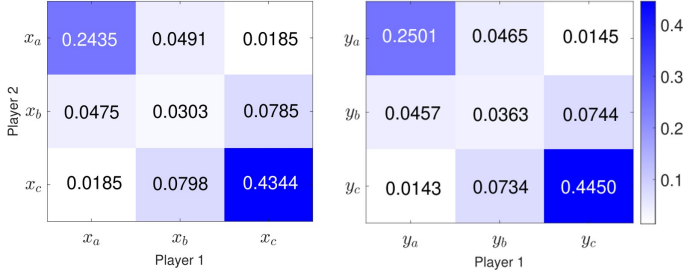 x_a 0.2435 0.0491 0.0185
x_b 0.0475 0.0303 0.0785
x_c 0.0185 0.0798 0.4344
x_a x_b x_c
Player 1
Player 2
y_a 0.2501 0.0465 0.0145
y_b 0.0457 0.0363 0.0744
y_c 0.0143 0.0734 0.4450
y_a y_b y_c
Player 1
0.4
0.3
0.2
0.1